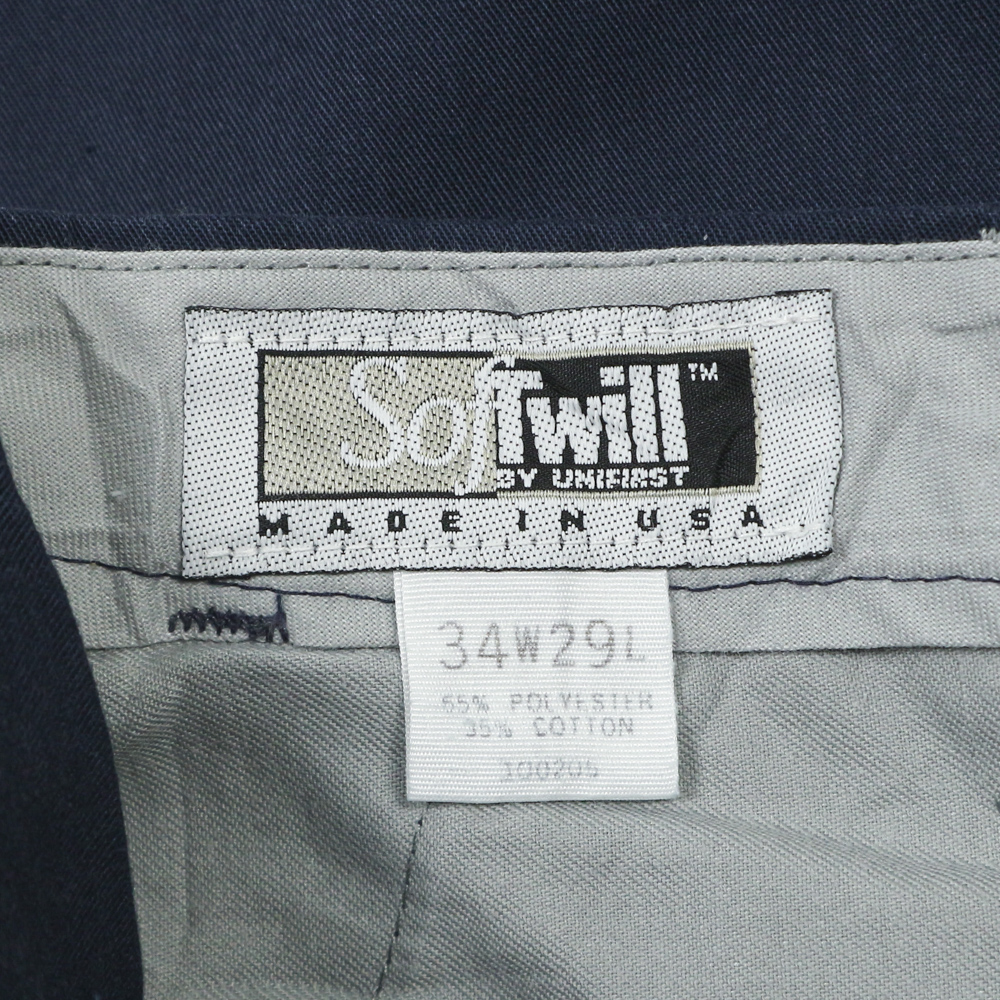 SofTwill™
BY UNIFIRST
MADE IN USA
34W29L
65% POLYESTER
35% COTTON
100205